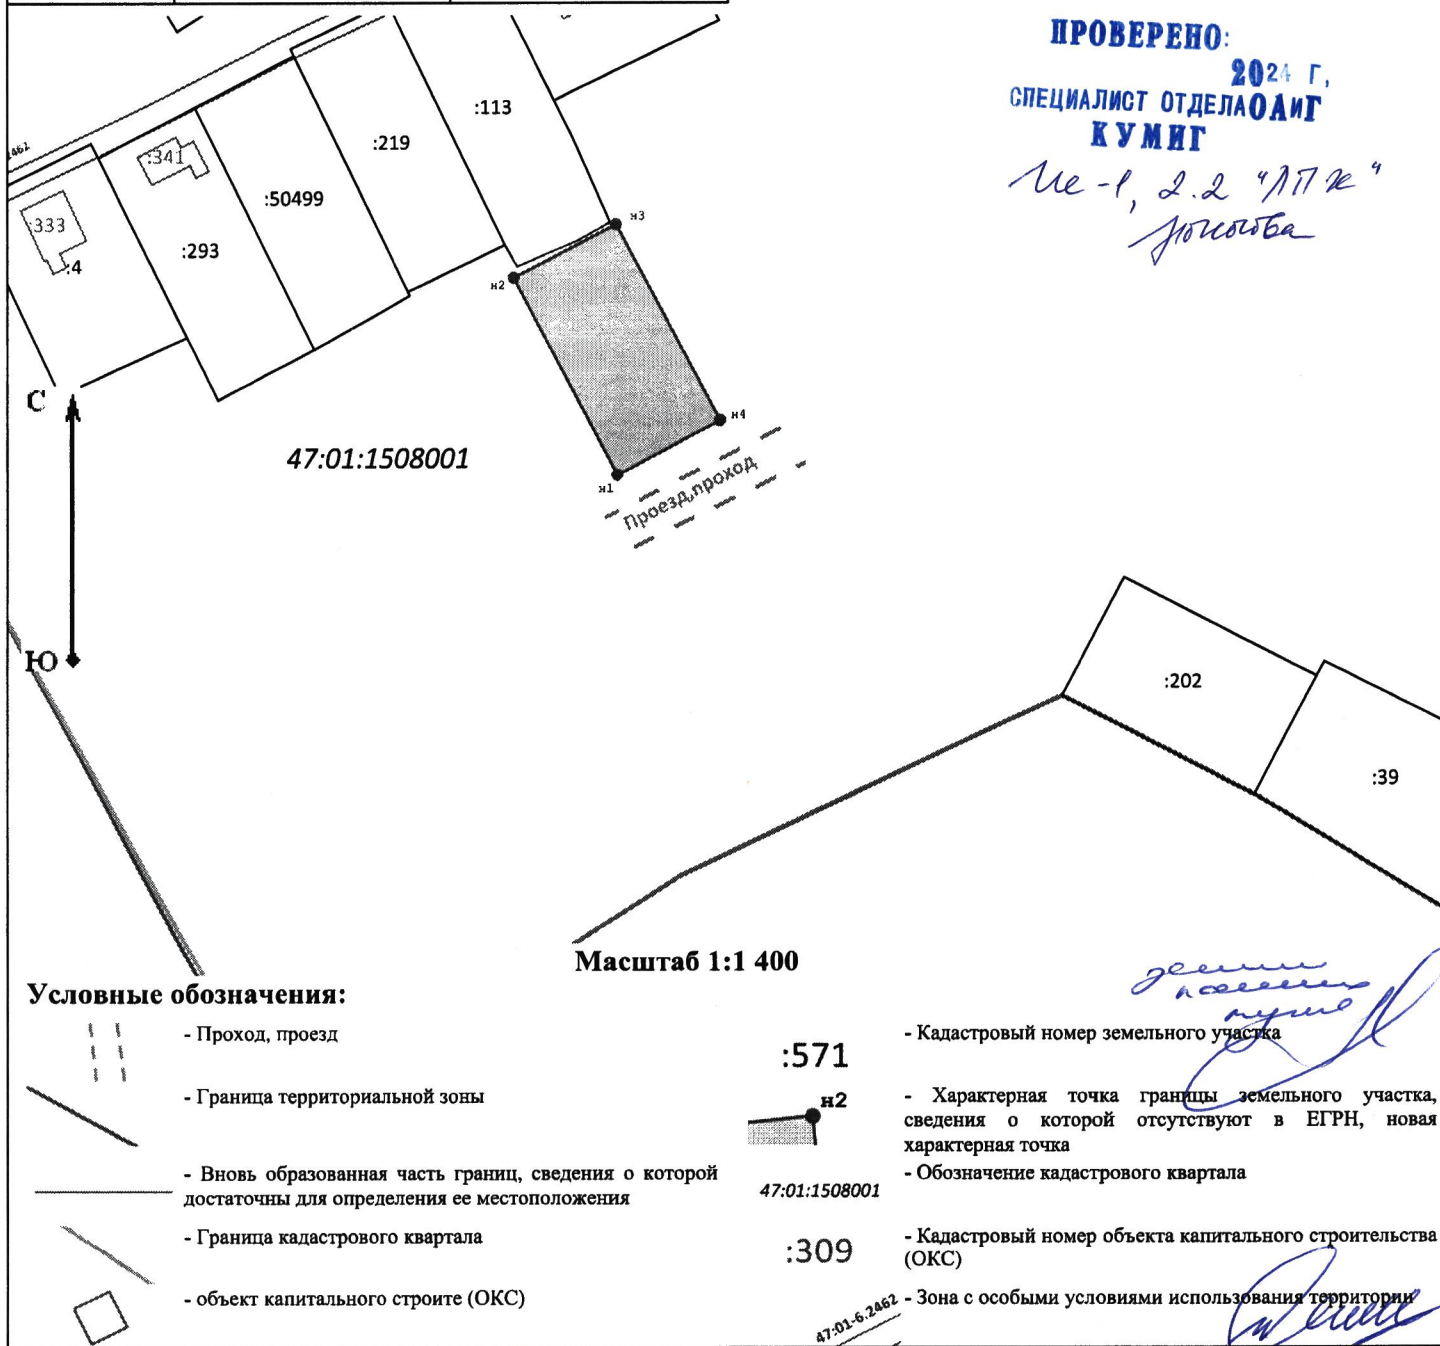 ПРОВЕРЕНО:
2024 Г,
СПЕЦИАЛИСТ ОТДЕЛА ОАиГ
КУМИГ
2.2 "ЛПЖ"
:113
:219
:341
:50499
:333
:293
:4
2462
н3
н2
н4
н1
С
47:01:1508001
Проезд,проход
Ю
:202
:39
Масштаб 1:1 400
Условные обозначения:
- Проход, проезд
- Граница территориальной зоны
- Вновь образованная часть границ, сведения о которой
достаточны для определения ее местоположения
- Граница кадастрового квартала
- объект капитального строите (ОКС)
:571
- Кадастровый номер земельного участка
н2
- Характерная точка границы земельного участка,
сведения о которой отсутствуют в ЕГРН, новая
характерная точка
47:01:1508001
- Обозначение кадастрового квартала
:309
- Кадастровый номер объекта капитального строительства
(ОКС)
47:01-6.2462
- Зона с особыми условиями использования территории